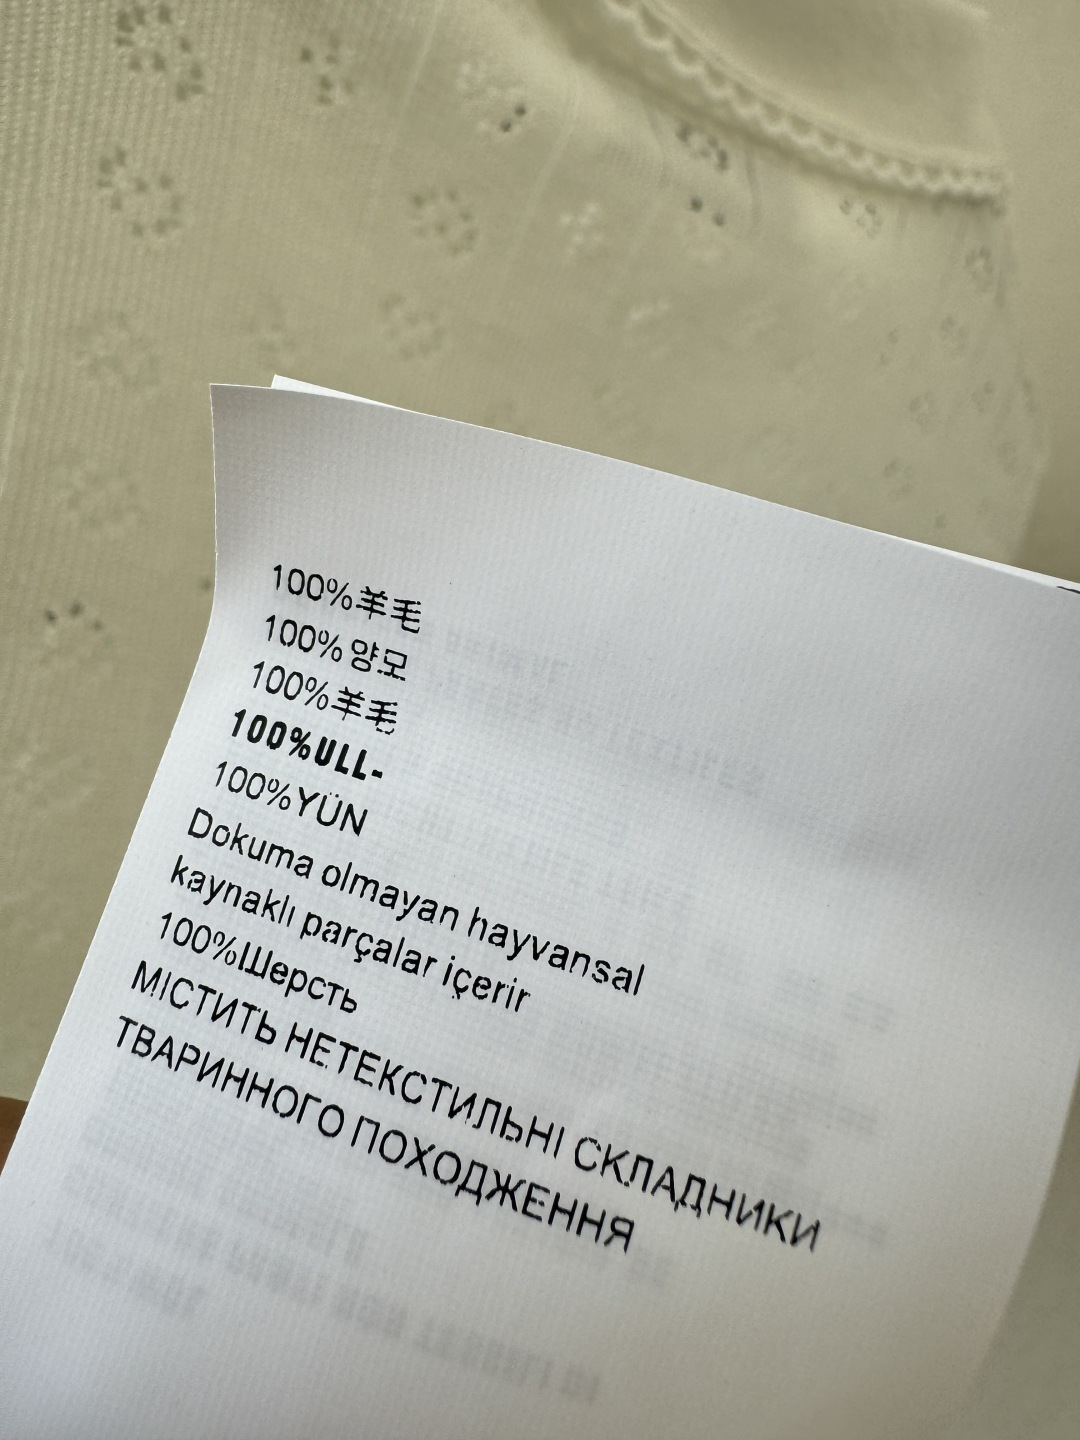 100%羊毛
100%양모
100%羊毛
100%ULL-
100%YÜN
Dokuma olmayan hayvansal
kaynaklı parçalar içerir
100%Шерсть
МІСТИТЬ НЕТЕКСТИЛЬНІ СКЛАДНИКИ
ТВАРИННОГО ПОХОДЖЕННЯ